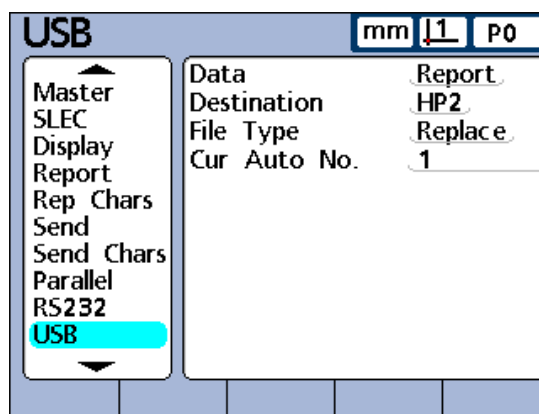 USB
mm
1
P0
Master
SLEC
Display
Report
Rep Chars
Send
Send Chars
Parallel
RS232
USB
Data Report
Destination HP2
File Type Replace
Cur Auto No. 1